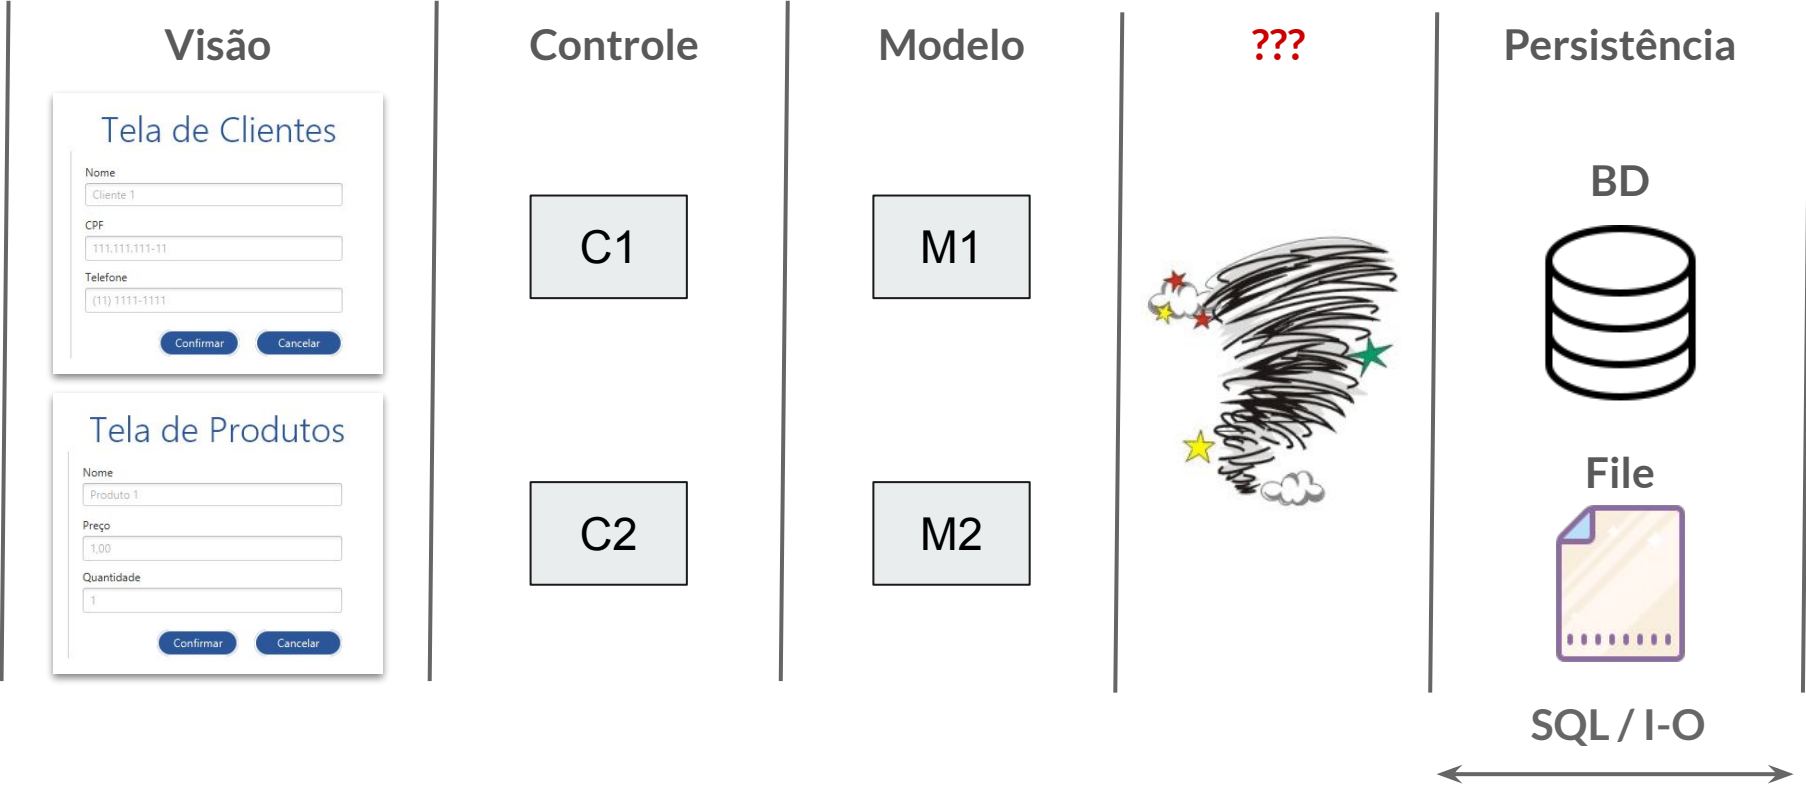 Visão
Controle
Modelo
???
Persistência
Tela de Clientes
Nome
Cliente 1
CPF
111.111.111-11
Telefone
(11) 1111-1111
Confirmar
Cancelar
Tela de Produtos
Nome
Produto 1
Preço
1,00
Quantidade
1
Confirmar
Cancelar
C1
C2
M1
M2
BD
File
SQL / I-O